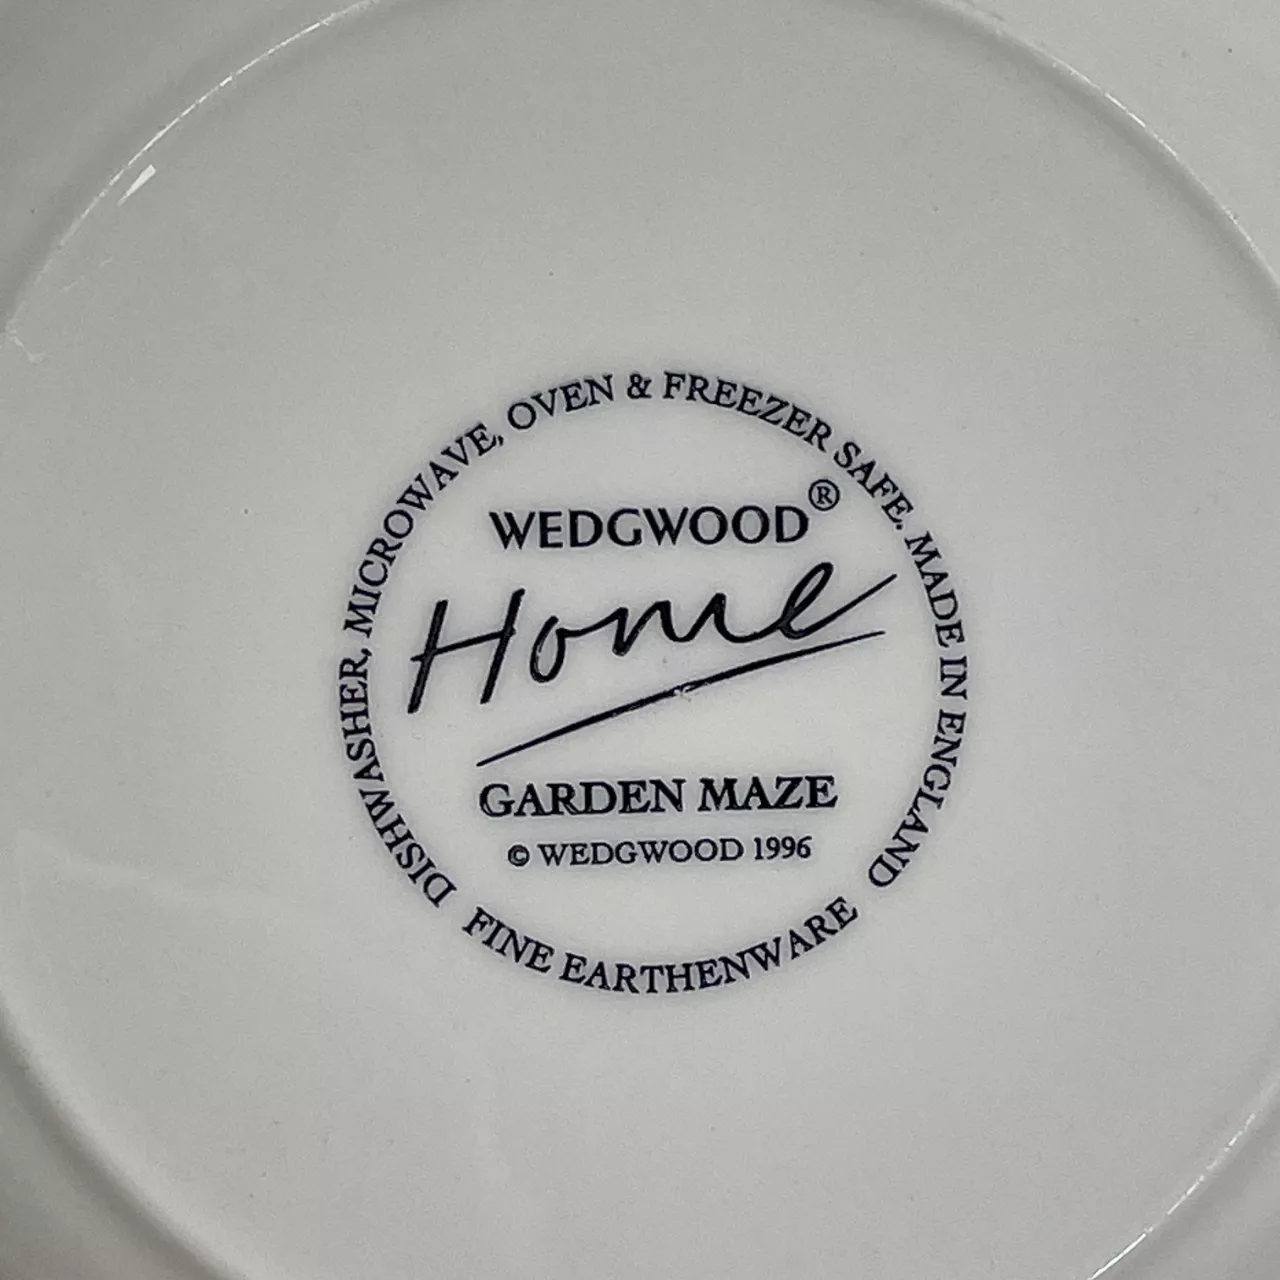 DISHWASHER, MICROWAVE, OVEN & FREEZER SAFE. MADE IN ENGLAND
WEDGWOOD®
Home
GARDEN MAZE
© WEDGWOOD 1996
FINE EARTHENWARE